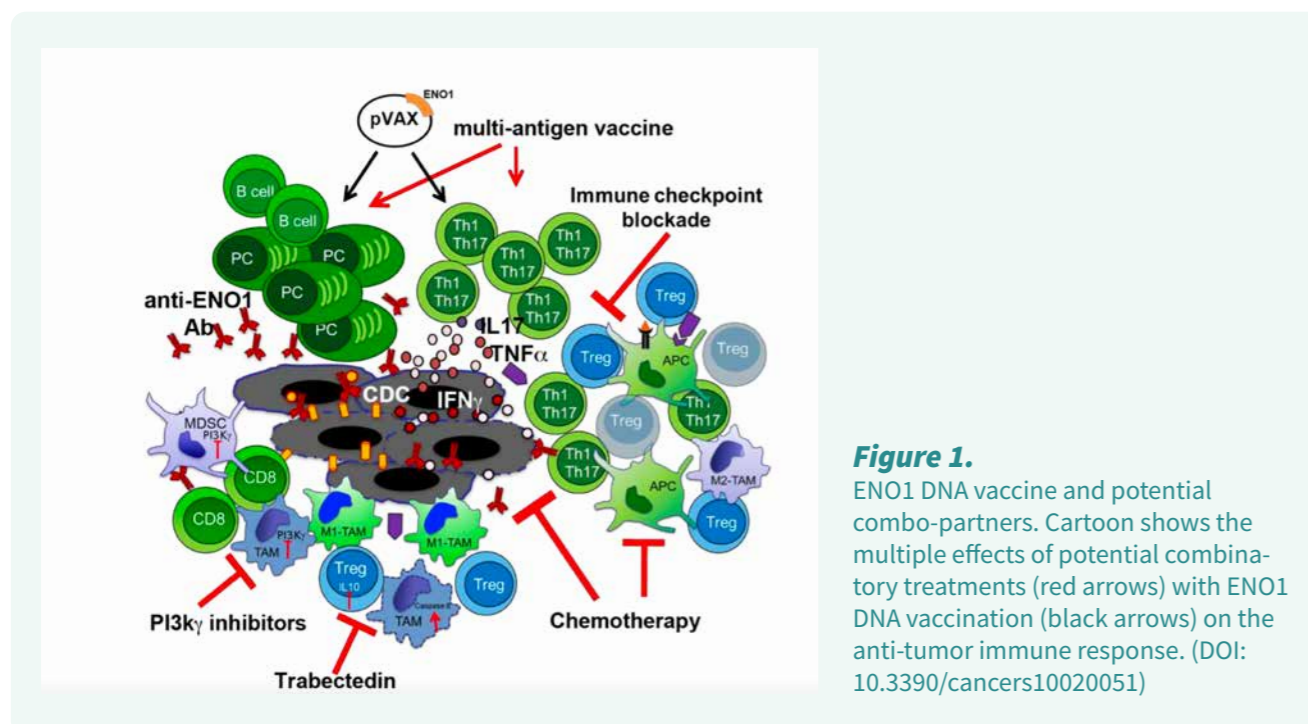 ENO1
pVAX
multi-antigen vaccine
Immune checkpoint
blockade
B cell
B cell
PC
PC
PC
PC
anti-ENO1
Ab
Th1
Th17
Th1
Th17
Th1
Th17
Th1
Th17
Th1
Th17
IL17
TNFα
Treg
Treg
APC
Treg
CDC
IFNγ
Th1
Th17
Th1
Th17
Treg
MDSC
PI3Kγ
CD8
CD8
TAM
PI3Kγ
M1-TAM
M1-TAM
Th1
Th17
APC
M2-TAM
Treg
Treg
IL10
Treg
TAM
PI3kγ inhibitors
Chemotherapy
Trabectedin
Figure 1.
ENO1 DNA vaccine and potential
combo-partners. Cartoon shows the
multiple effects of potential combina-
tory treatments (red arrows) with ENO1
DNA vaccination (black arrows) on the
anti-tumor immune response. (DOI:
10.3390/cancers10020051)